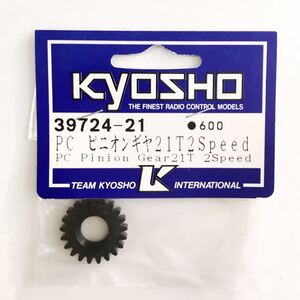 KYOSHO
THE FINEST RADIO CONTROL MODELS
39724-21 ●600
PC ピニオンギヤ21T2Speed
PC Pinion Gear21T 2Speed
TEAM KYOSHO K INTERNATIONAL